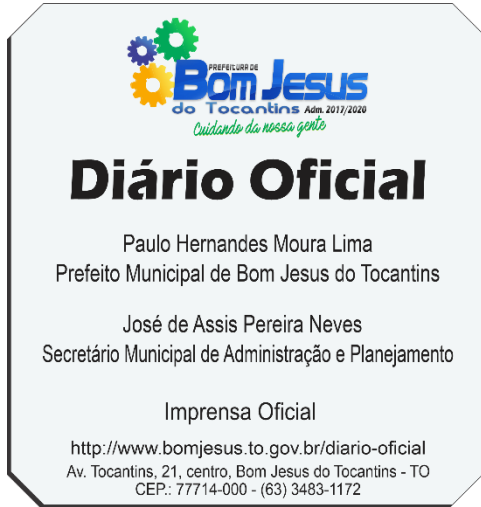 PREFEITURA DE
Bom Jesus
do Tocantins Adm. 2017/2020
Cuidando da nossa gente
Diário Oficial
Paulo Hernandes Moura Lima
Prefeito Municipal de Bom Jesus do Tocantins
José de Assis Pereira Neves
Secretário Municipal de Administração e Planejamento
Imprensa Oficial
http://www.bomjesus.to.gov.br/diario-oficial
Av. Tocantins, 21, centro, Bom Jesus do Tocantins - TO
CEP.: 77714-000 - (63) 3483-1172